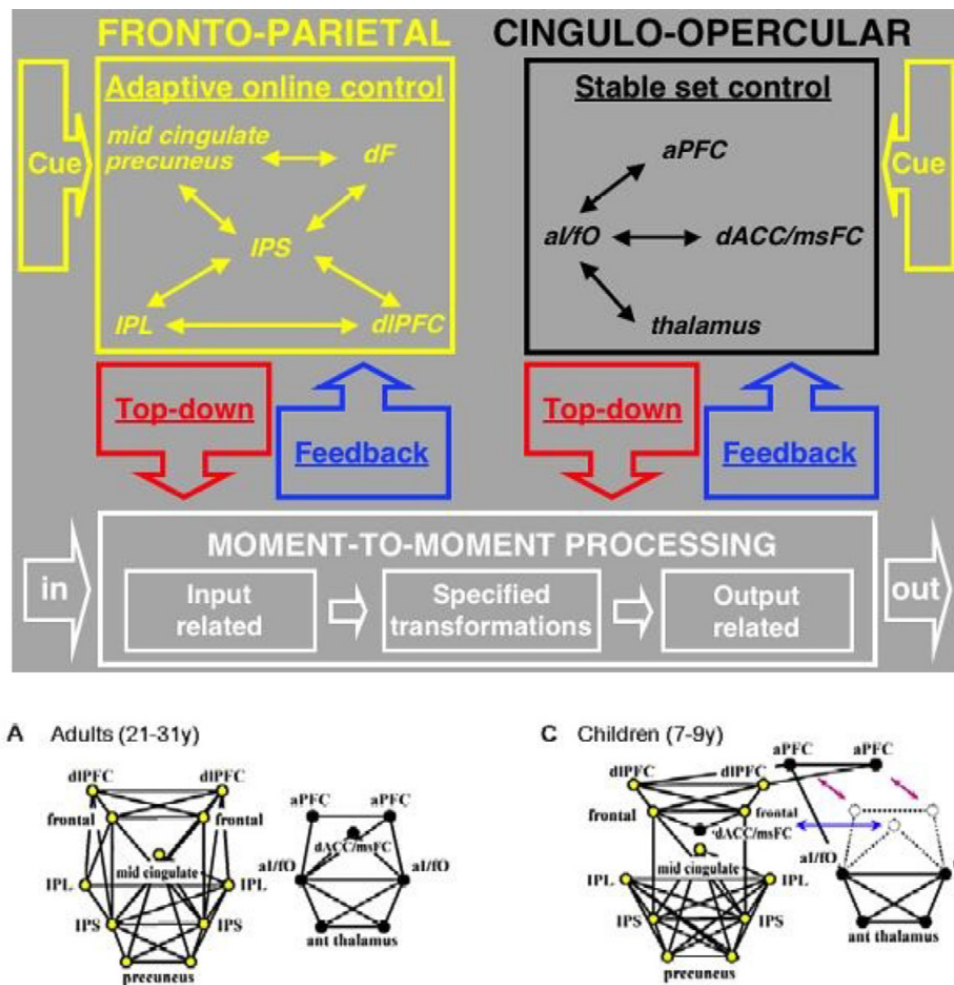 FRONTO-PARIETAL
CINGULO-OPERCULAR
Cue
Adaptive online control
mid cingulate
precuneus
dF
IPS
IPL
dlPFC
Stable set control
aPFC
aI/fO
dACC/msFC
thalamus
Cue
Top-down
Feedback
Top-down
Feedback
in
MOMENT-TO-MOMENT PROCESSING
Input
related
Specified
transformations
Output
related
out
A Adults (21-31y)
dlPFC
dlPFC
frontal
frontal
mid cingulate
IPL
IPL
IPS
IPS
precuneus
aPFC
aPFC
dACC/msFC
aI/fO
aI/fO
ant thalamus
C Children (7-9y)
aPFC
aPFC
dlPFC
dlPFC
frontal
frontal
dACC/msFC
mid cingulate
aI/fO
IPL
IPL
IPS
IPS
precuneus
ant thalamus